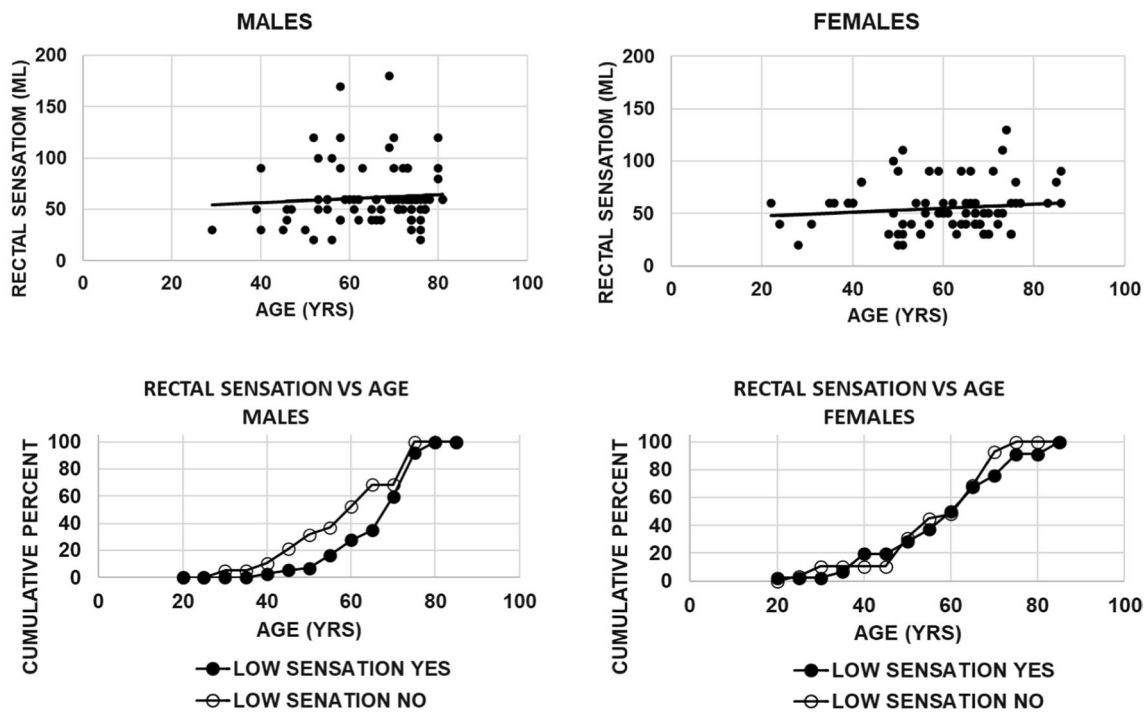 MALES
RECTAL SENSATIOM (ML)
200
150
100
50
0
0 20 40 60 80 100
AGE (YRS)
FEMALES
RECTAL SENSATIOM (ML)
200
150
100
50
0
0 20 40 60 80 100
AGE (YRS)
RECTAL SENSATION VS AGE
MALES
CUMULATIVE PERCENT
100
80
60
40
20
0
0 20 40 60 80 100
AGE (YRS)
LOW SENSATION YES
LOW SENATION NO
RECTAL SENSATION VS AGE
FEMALES
CUMULATIVE PERCENT
100
80
60
40
20
0
0 20 40 60 80 100
AGE (YRS)
LOW SENSATION YES
LOW SENSATION NO